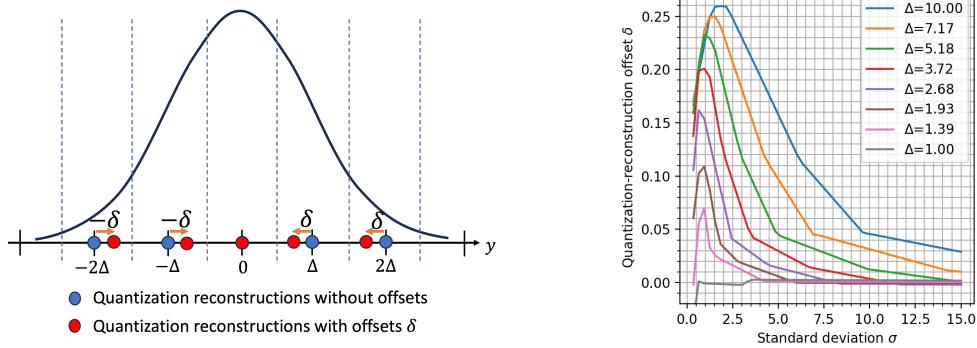 −δ −δ δ δ
y
−2Δ −Δ 0 Δ 2Δ
Quantization reconstructions without offsets
Quantization reconstructions with offsets δ
Quantization-reconstruction offset δ
0.25
0.20
0.15
0.10
0.05
0.00
0.0 2.5 5.0 7.5 10.0 12.5 15.0
Standard deviation σ
Δ=10.00
Δ=7.17
Δ=5.18
Δ=3.72
Δ=2.68
Δ=1.93
Δ=1.39
Δ=1.00